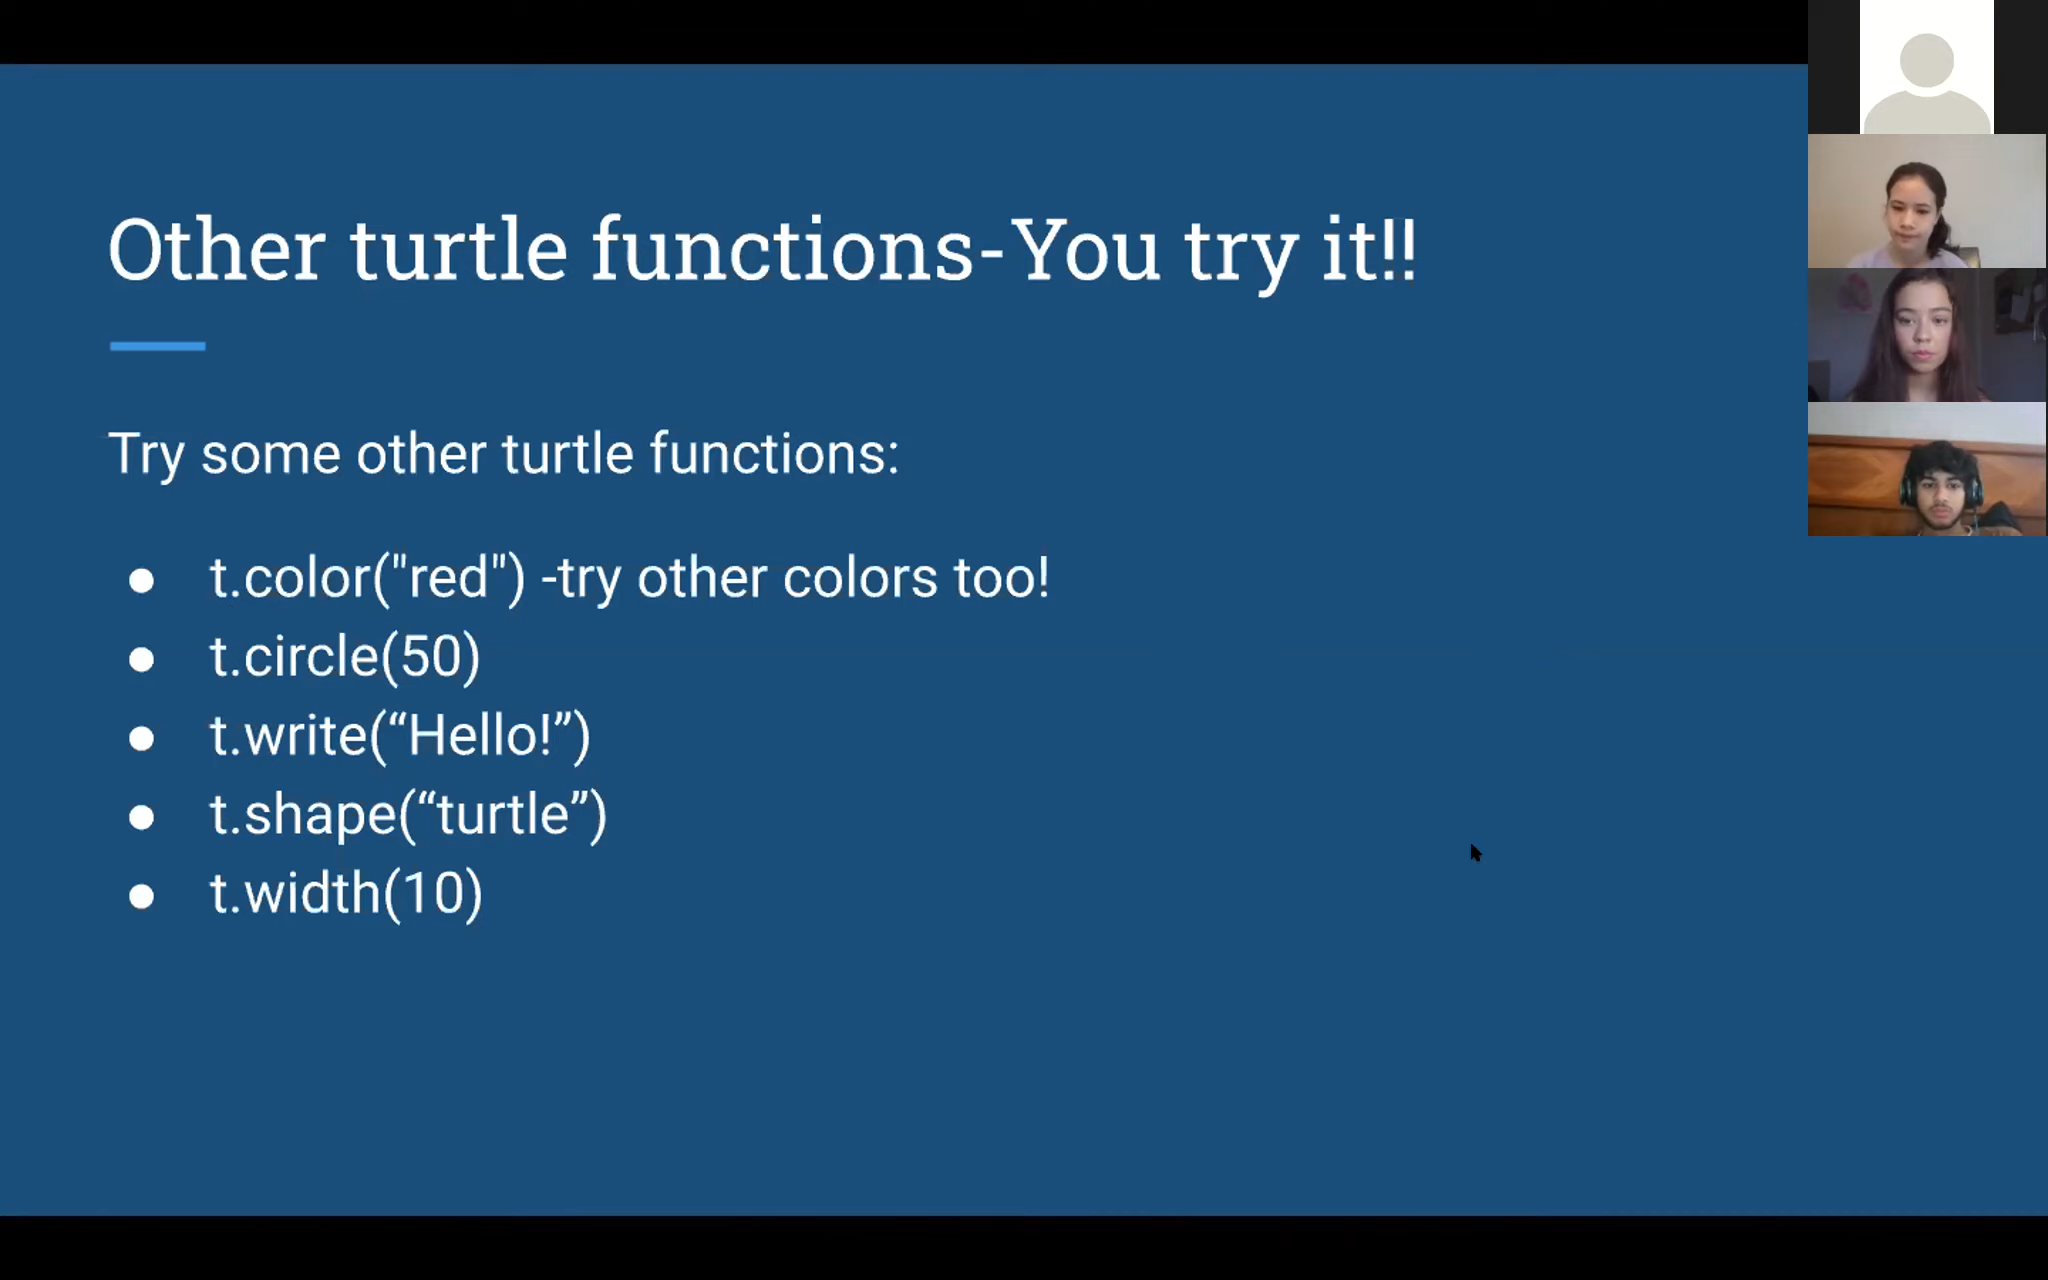 Other turtle functions-You try it!!
Try some other turtle functions:
● t.color("red") -try other colors too!
● t.circle(50)
● t.write(“Hello!”)
● t.shape(“turtle”)
● t.width(10)